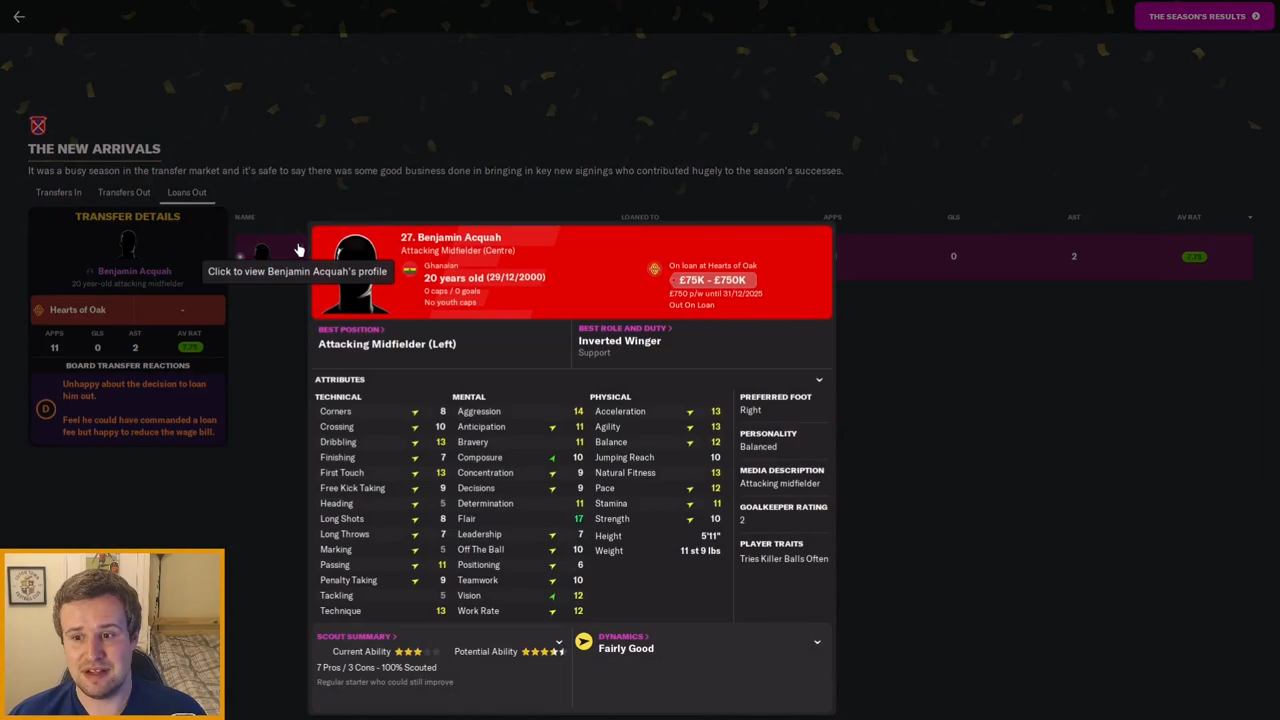 THE SEASON'S RESULTS
THE NEW ARRIVALS
It was a busy season in the transfer market and it's safe to say there was some good business done in bringing in key new signings who contributed hugely to the season's successes.
Transfers In Transfers Out Loans Out
TRANSFER DETAILS
Benjamin Acquah
20 year-old attacking midfielder
Hearts of Oak -
APPS GLS AST AV RAT
11 0 2 7.75
BOARD TRANSFER REACTIONS
D
Unhappy about the decision to loan
him out.
Feel he could have commanded a loan
fee but happy to reduce the wage bill.
NAME LOANED TO APPS GLS AST AV RAT
0 2 7.75
Click to view Benjamin Acquah's profile
27. Benjamin Acquah
Attacking Midfielder (Centre)
Ghanaian
20 years old (29/12/2000)
0 caps / 0 goals
No youth caps
On loan at Hearts of Oak
£75K - £750K
£750 p/w until 31/12/2025
Out On Loan
BEST POSITION >
Attacking Midfielder (Left)
BEST ROLE AND DUTY >
Inverted Winger
Support
ATTRIBUTES
TECHNICAL MENTAL PHYSICAL
Corners 8 Aggression 14 Acceleration 13
Crossing 10 Anticipation 11 Agility 13
Dribbling 13 Bravery 11 Balance 12
Finishing 7 Composure 10 Jumping Reach 10
First Touch 13 Concentration 9 Natural Fitness 13
Free Kick Taking 9 Decisions 9 Pace 12
Heading 5 Determination 11 Stamina 11
Long Shots 8 Flair 17 Strength 10
Long Throws 7 Leadership 7 Height 5'11"
Marking 5 Off The Ball 10 Weight 11 st 9 lbs
Passing 11 Positioning 6
Penalty Taking 9 Teamwork 10
Tackling 5 Vision 12
Technique 13 Work Rate 12
PREFERRED FOOT
Right
PERSONALITY
Balanced
MEDIA DESCRIPTION
Attacking midfielder
GOALKEEPER RATING
2
PLAYER TRAITS
Tries Killer Balls Often
SCOUT SUMMARY >
Current Ability Potential Ability
7 Pros / 3 Cons - 100% Scouted
Regular starter who could still improve
DYNAMICS >
Fairly Good